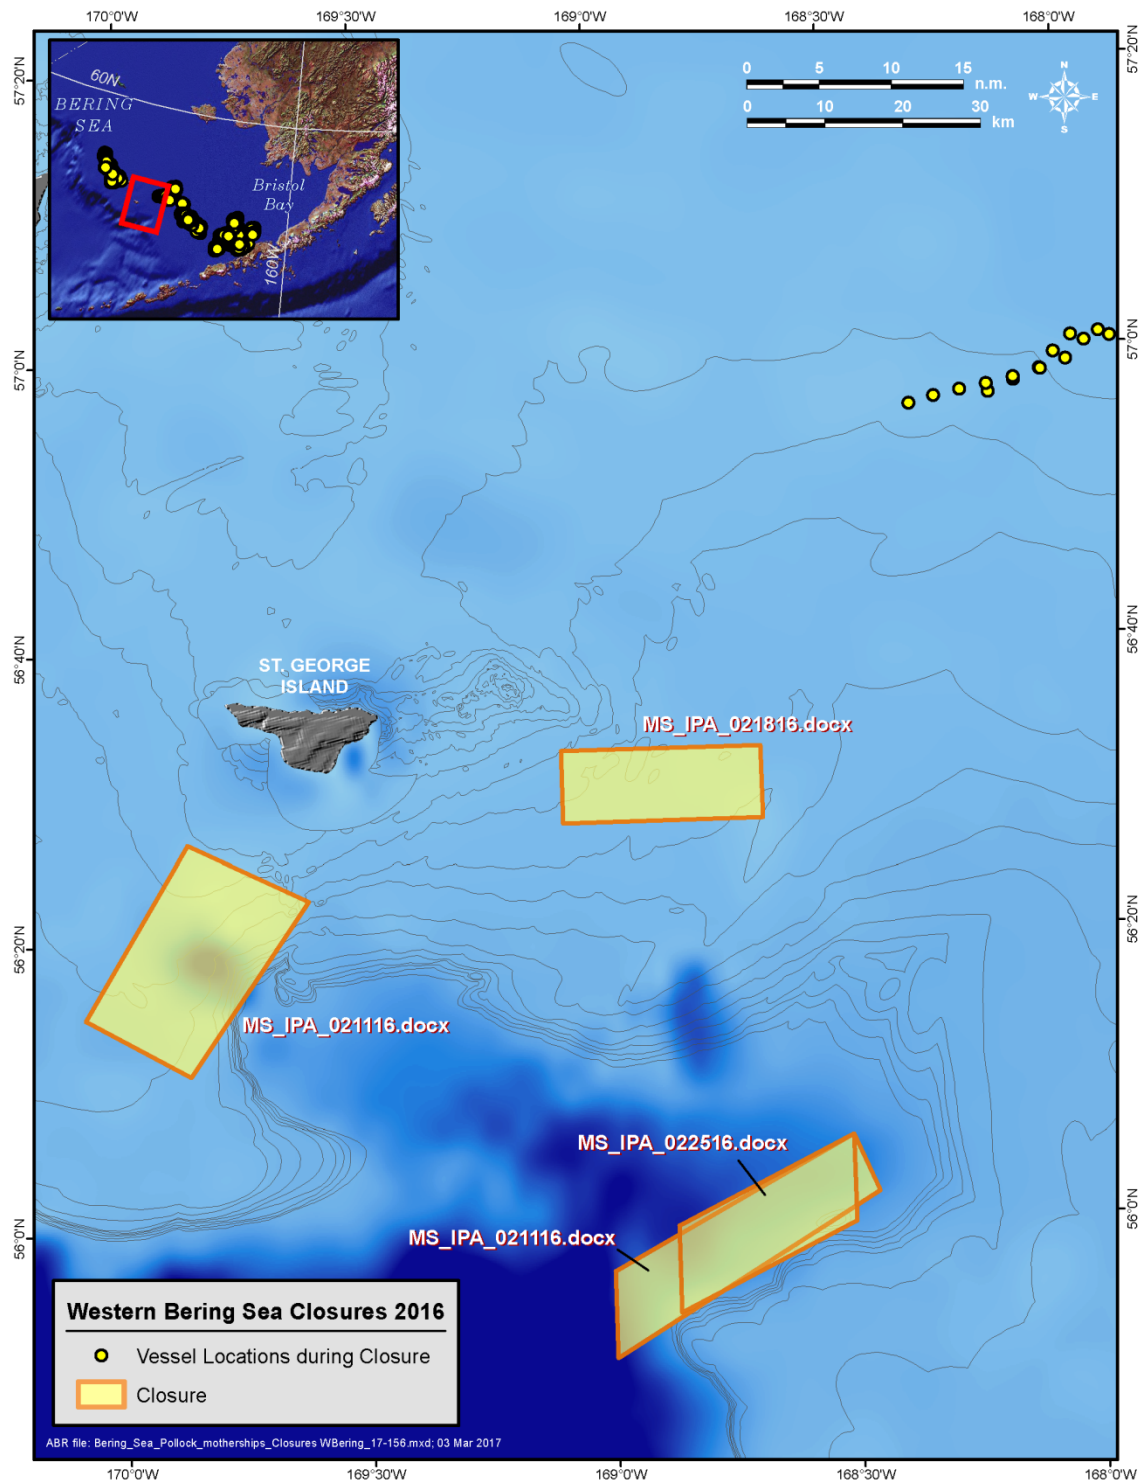 170°0'W
169°30'W
169°0'W
168°30'W
168°0'W
57°20'N
57°20'N
60N
BERING
SEA
Bristol
Bay
160W
0 5 10 15
n.m.
0 10 20 30
km
N
W E
S
57°0'N
57°0'N
56°40'N
56°40'N
ST. GEORGE
ISLAND
MS_IPA_021816.docx
56°20'N
56°20'N
MS_IPA_021116.docx
MS_IPA_022516.docx
MS_IPA_021116.docx
56°0'N
56°0'N
Western Bering Sea Closures 2016
Vessel Locations during Closure
Closure
ABR file: Bering_Sea_Pollock_motherships_Closures WBering_17-156.mxd; 03 Mar 2017
170°0'W
169°30'W
169°0'W
168°30'W
168°0'W